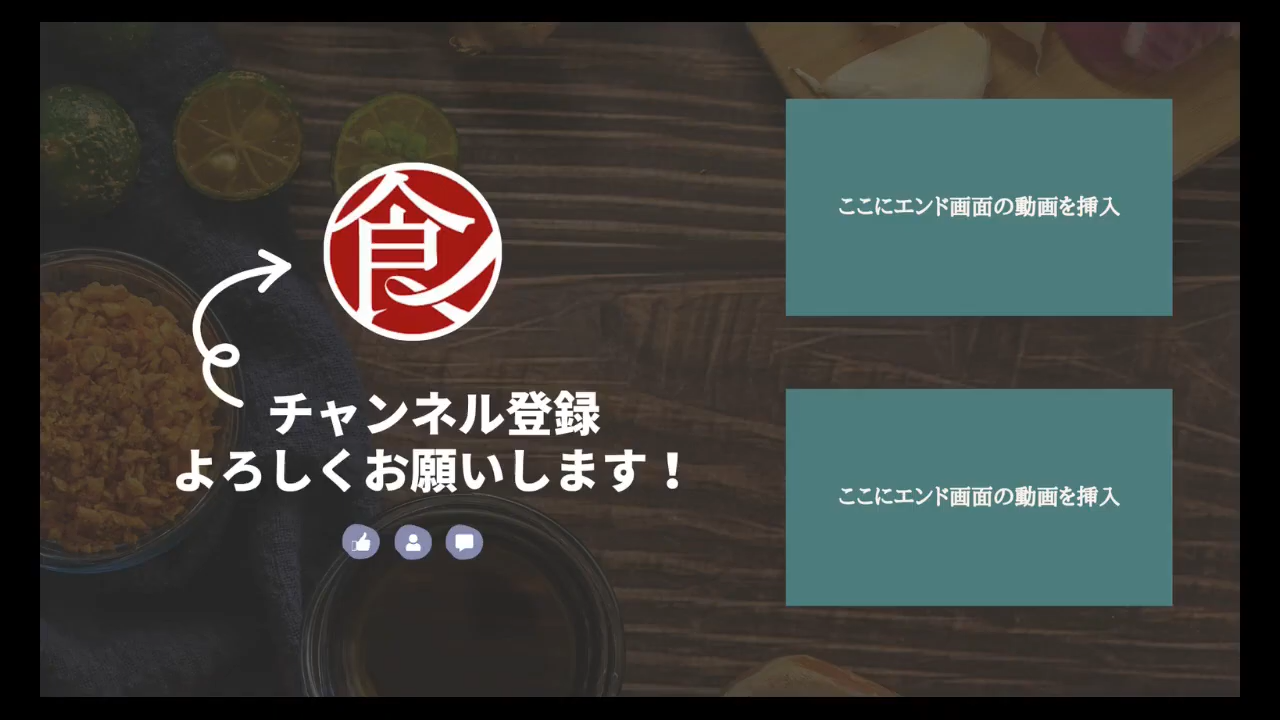 食
チャンネル登録
よろしくお願いします！
ここにエンド画面の動画を挿入
ここにエンド画面の動画を挿入